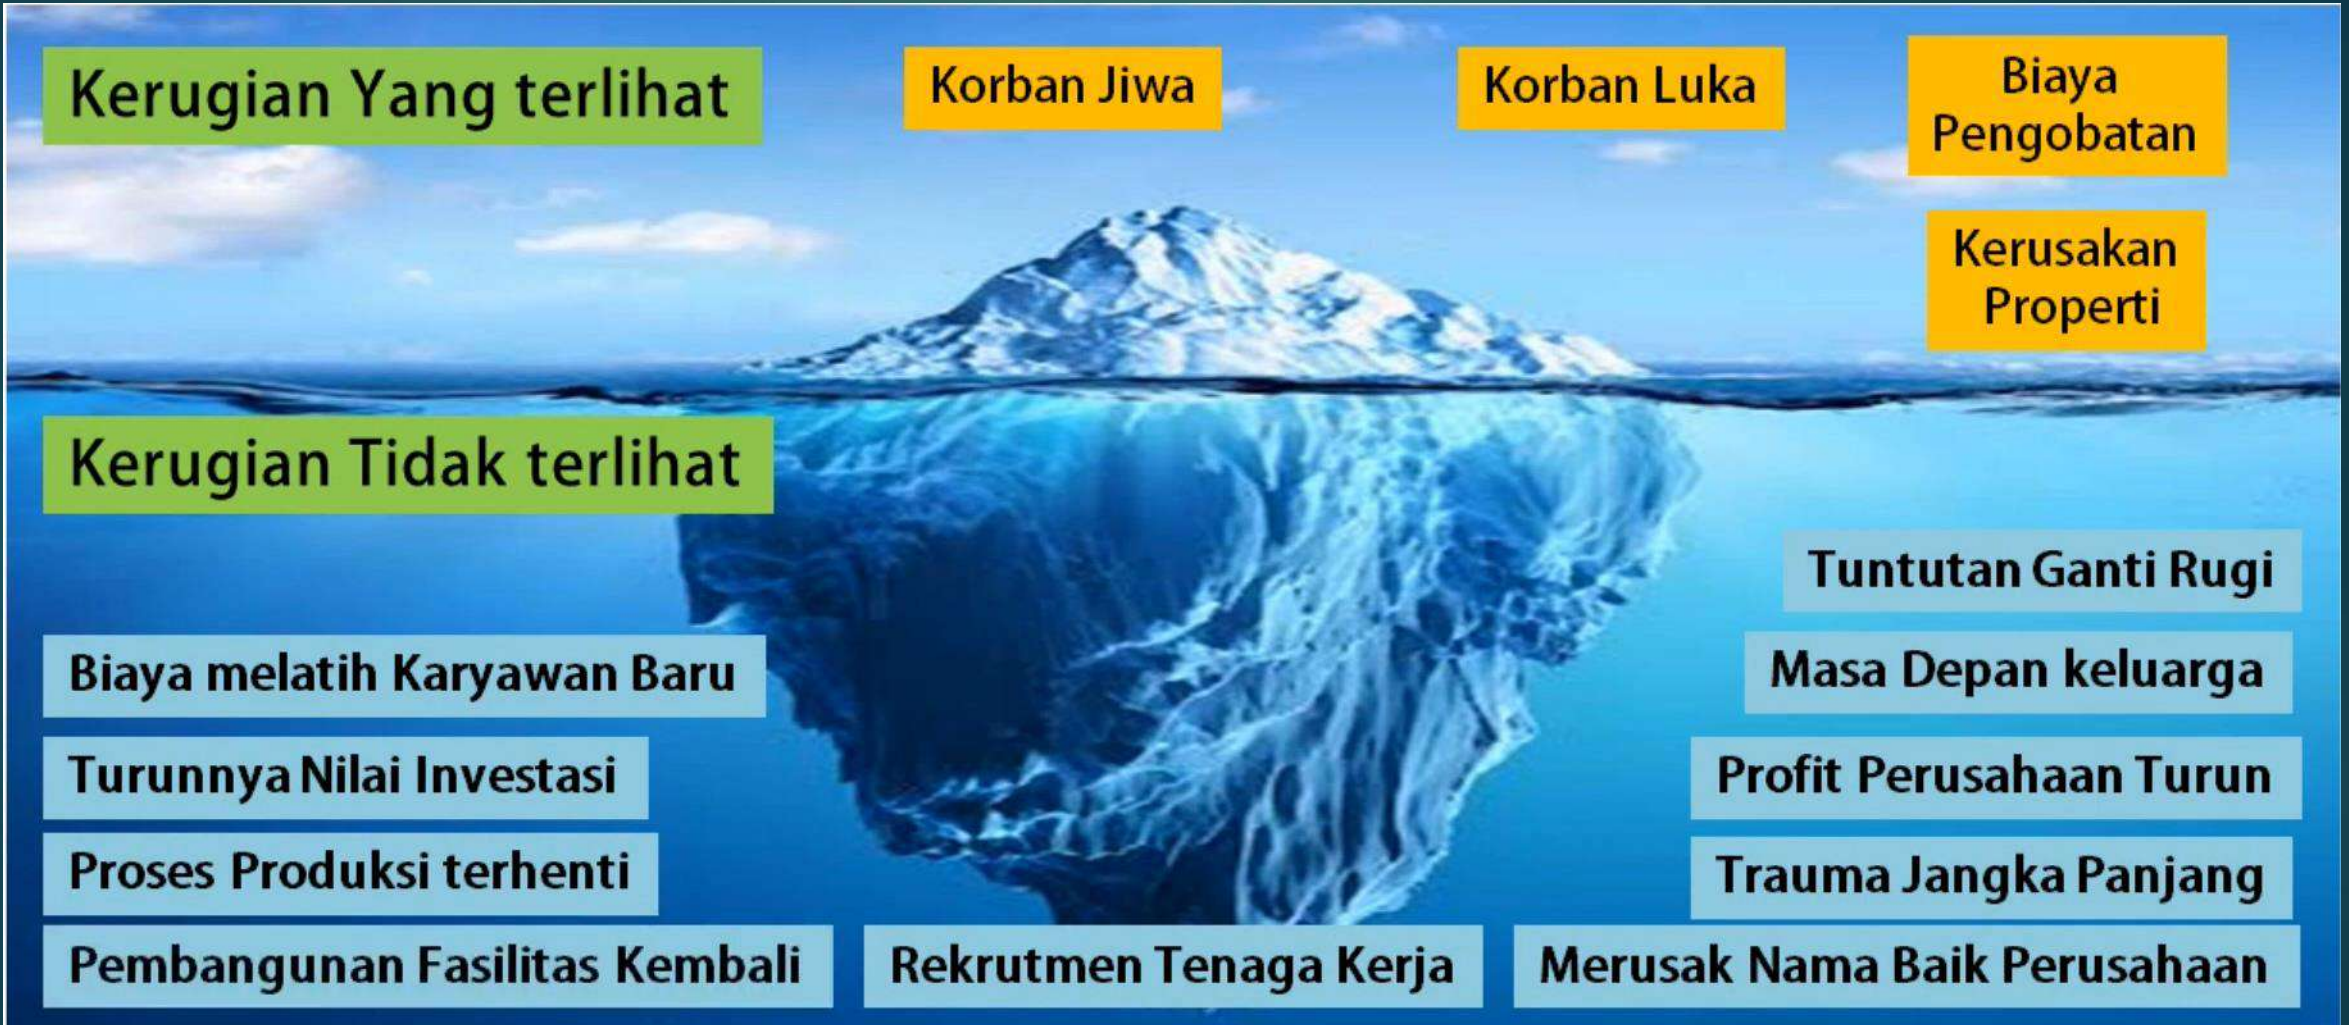 Kerugian Yang terlihat
Korban Jiwa
Korban Luka
Biaya
Pengobatan
Kerusakan
Properti
Kerugian Tidak terlihat
Biaya melatih Karyawan Baru
Turunnya Nilai Investasi
Proses Produksi terhenti
Pembangunan Fasilitas Kembali
Rekrutmen Tenaga Kerja
Tuntutan Ganti Rugi
Masa Depan keluarga
Profit Perusahaan Turun
Trauma Jangka Panjang
Merusak Nama Baik Perusahaan